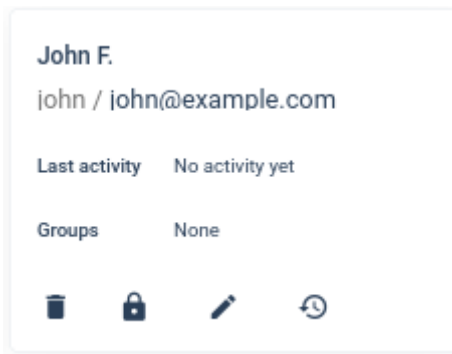 John F.
john / john@example.com
Last activity No activity yet
Groups None